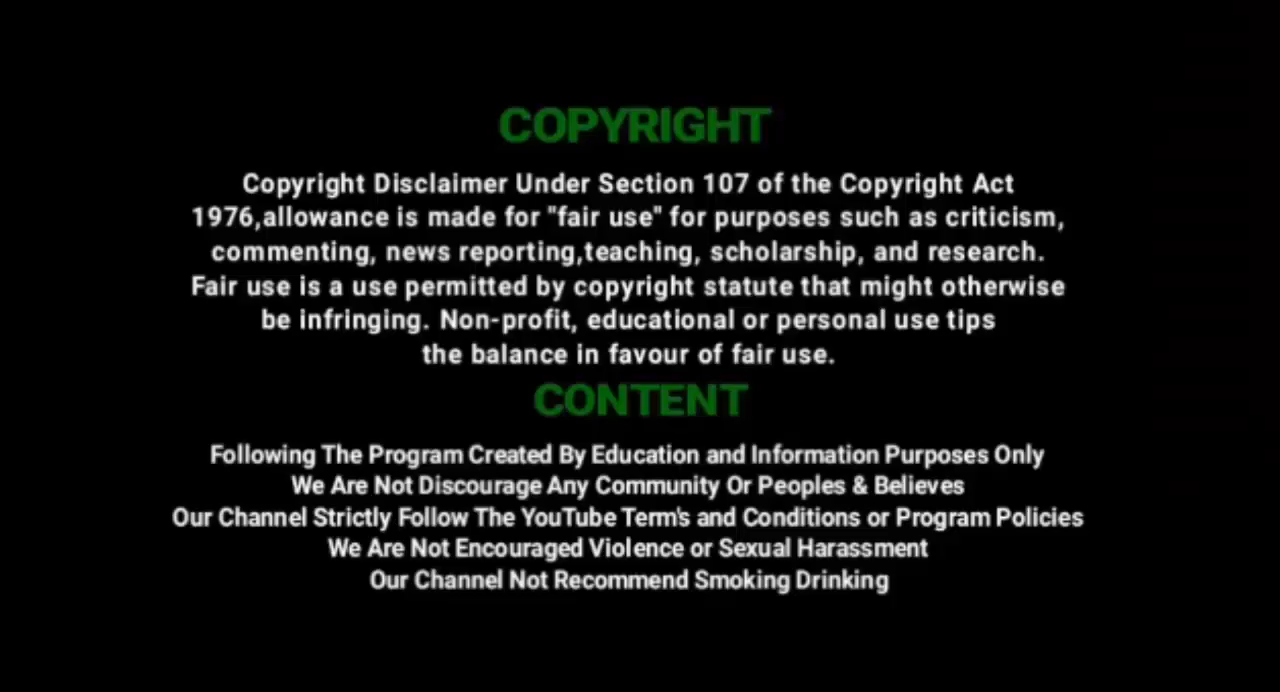 COPYRIGHT
Copyright Disclaimer Under Section 107 of the Copyright Act
1976,allowance is made for "fair use" for purposes such as criticism,
commenting, news reporting,teaching, scholarship, and research.
Fair use is a use permitted by copyright statute that might otherwise
be infringing. Non-profit, educational or personal use tips
the balance in favour of fair use.
CONTENT
Following The Program Created By Education and Information Purposes Only
We Are Not Discourage Any Community Or Peoples & Believes
Our Channel Strictly Follow The YouTube Term's and Conditions or Program Policies
We Are Not Encouraged Violence or Sexual Harassment
Our Channel Not Recommend Smoking Drinking